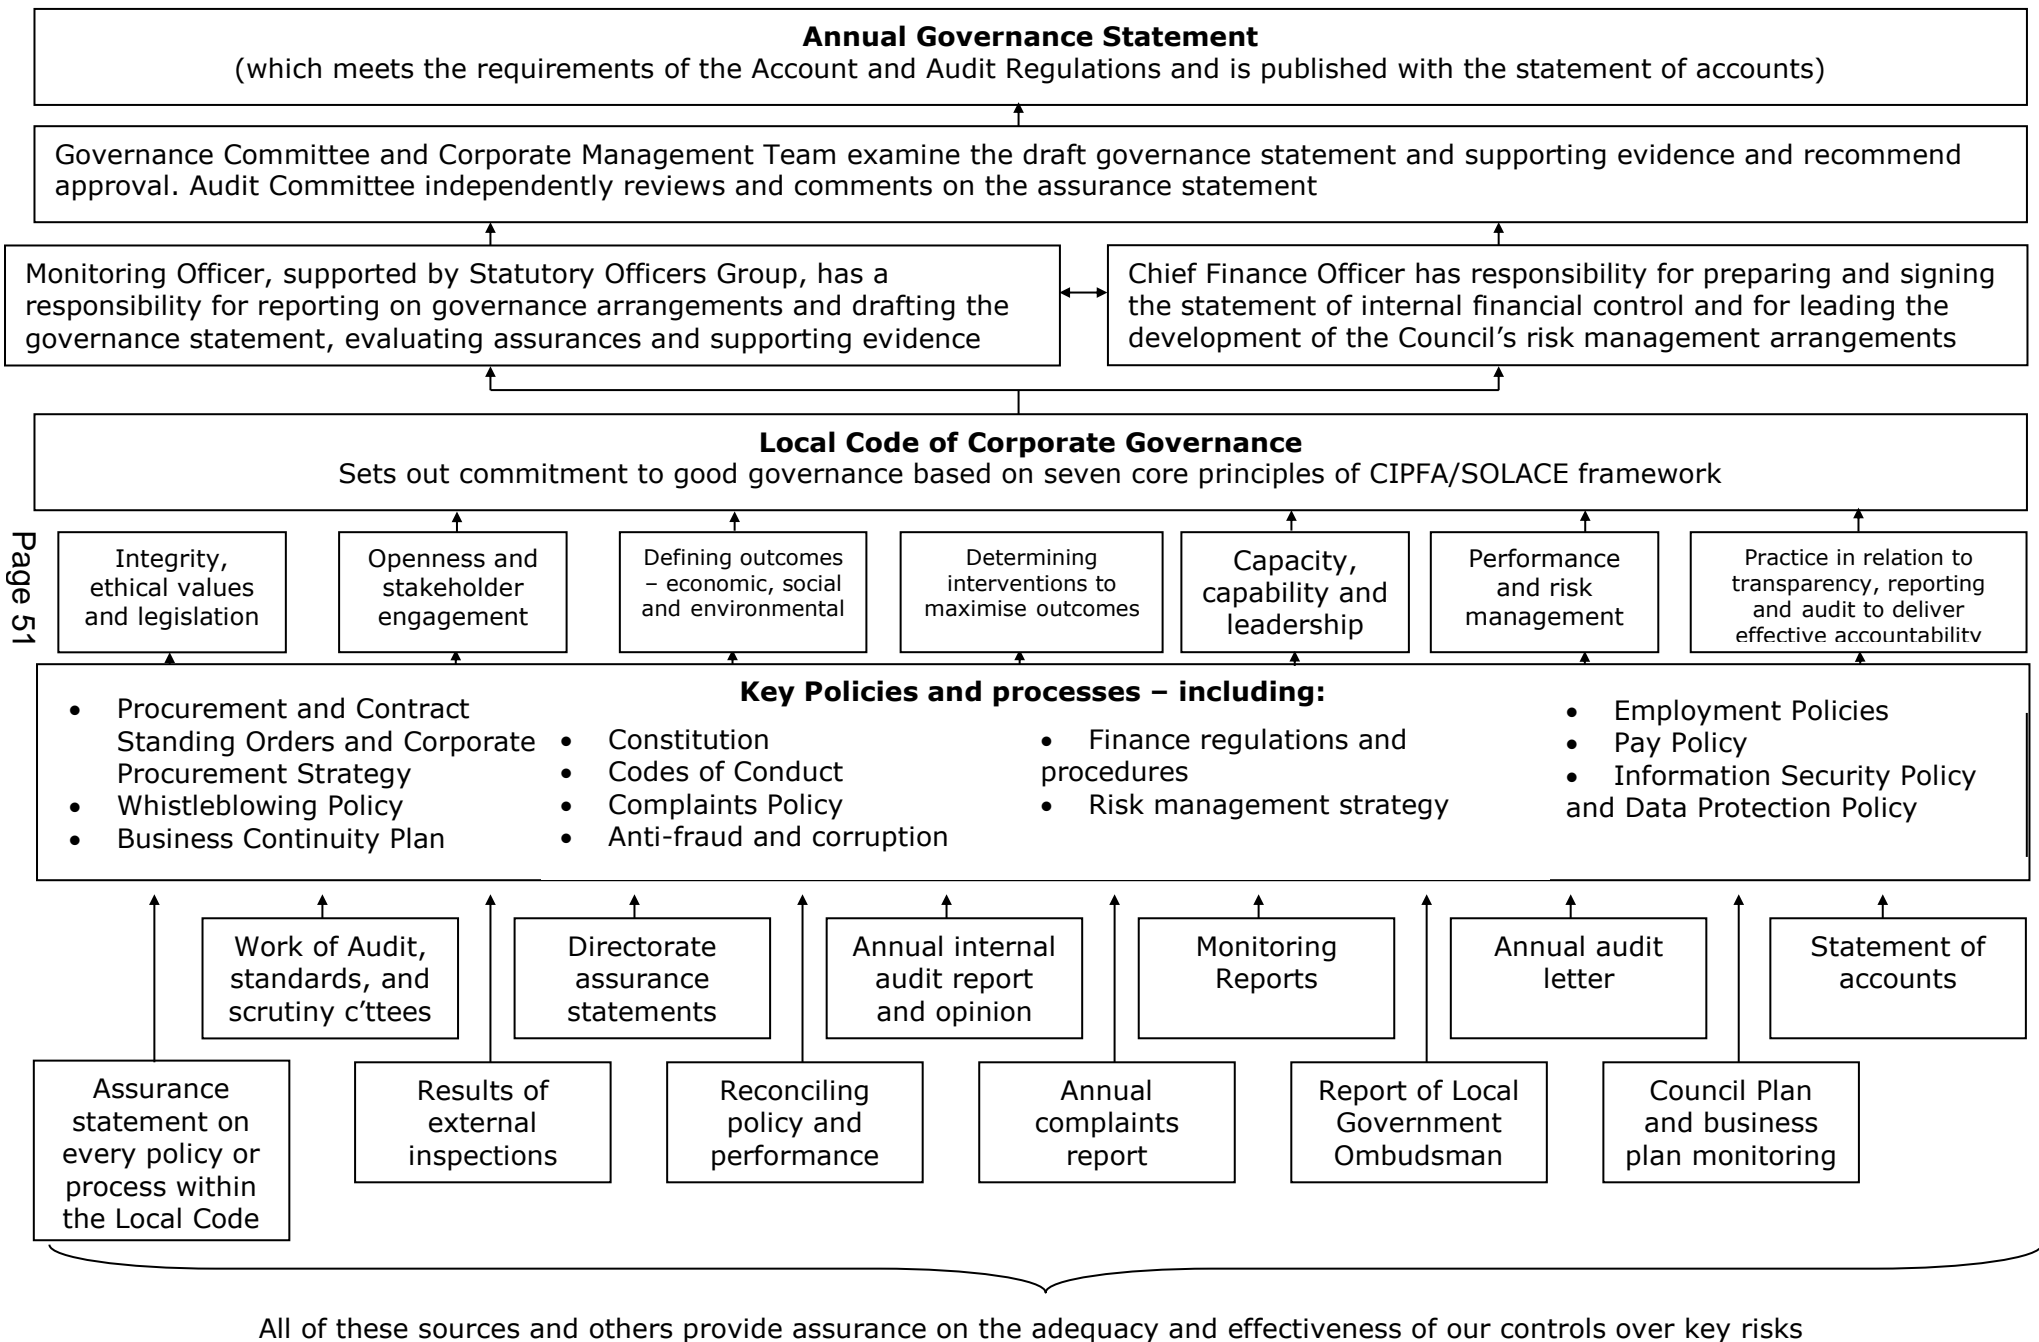 Annual Governance Statement
(which meets the requirements of the Account and Audit Regulations and is published with the statement of accounts)
Governance Committee and Corporate Management Team examine the draft governance statement and supporting evidence and recommend
approval. Audit Committee independently reviews and comments on the assurance statement
Monitoring Officer, supported by Statutory Officers Group, has a
responsibility for reporting on governance arrangements and drafting the
governance statement, evaluating assurances and supporting evidence
Chief Finance Officer has responsibility for preparing and signing
the statement of internal financial control and for leading the
development of the Council’s risk management arrangements
Local Code of Corporate Governance
Sets out commitment to good governance based on seven core principles of CIPFA/SOLACE framework
Page 51
Integrity,
ethical values
and legislation
Openness and
stakeholder
engagement
Defining outcomes
– economic, social
and environmental
Determining
interventions to
maximise outcomes
Capacity,
capability and
leadership
Performance
and risk
management
Practice in relation to
transparency, reporting
and audit to deliver
effective accountability
Key Policies and processes – including:
• Procurement and Contract
Standing Orders and Corporate
Procurement Strategy
• Whistleblowing Policy
• Business Continuity Plan
• Constitution
• Codes of Conduct
• Complaints Policy
• Anti-fraud and corruption
• Finance regulations and
procedures
• Risk management strategy
• Employment Policies
• Pay Policy
• Information Security Policy
and Data Protection Policy
Work of Audit,
standards, and
scrutiny c’ttees
Directorate
assurance
statements
Annual internal
audit report
and opinion
Monitoring
Reports
Annual audit
letter
Statement of
accounts
Assurance
statement on
every policy or
process within
the Local Code
Results of
external
inspections
Reconciling
policy and
performance
Annual
complaints
report
Report of Local
Government
Ombudsman
Council Plan
and business
plan monitoring
All of these sources and others provide assurance on the adequacy and effectiveness of our controls over key risks